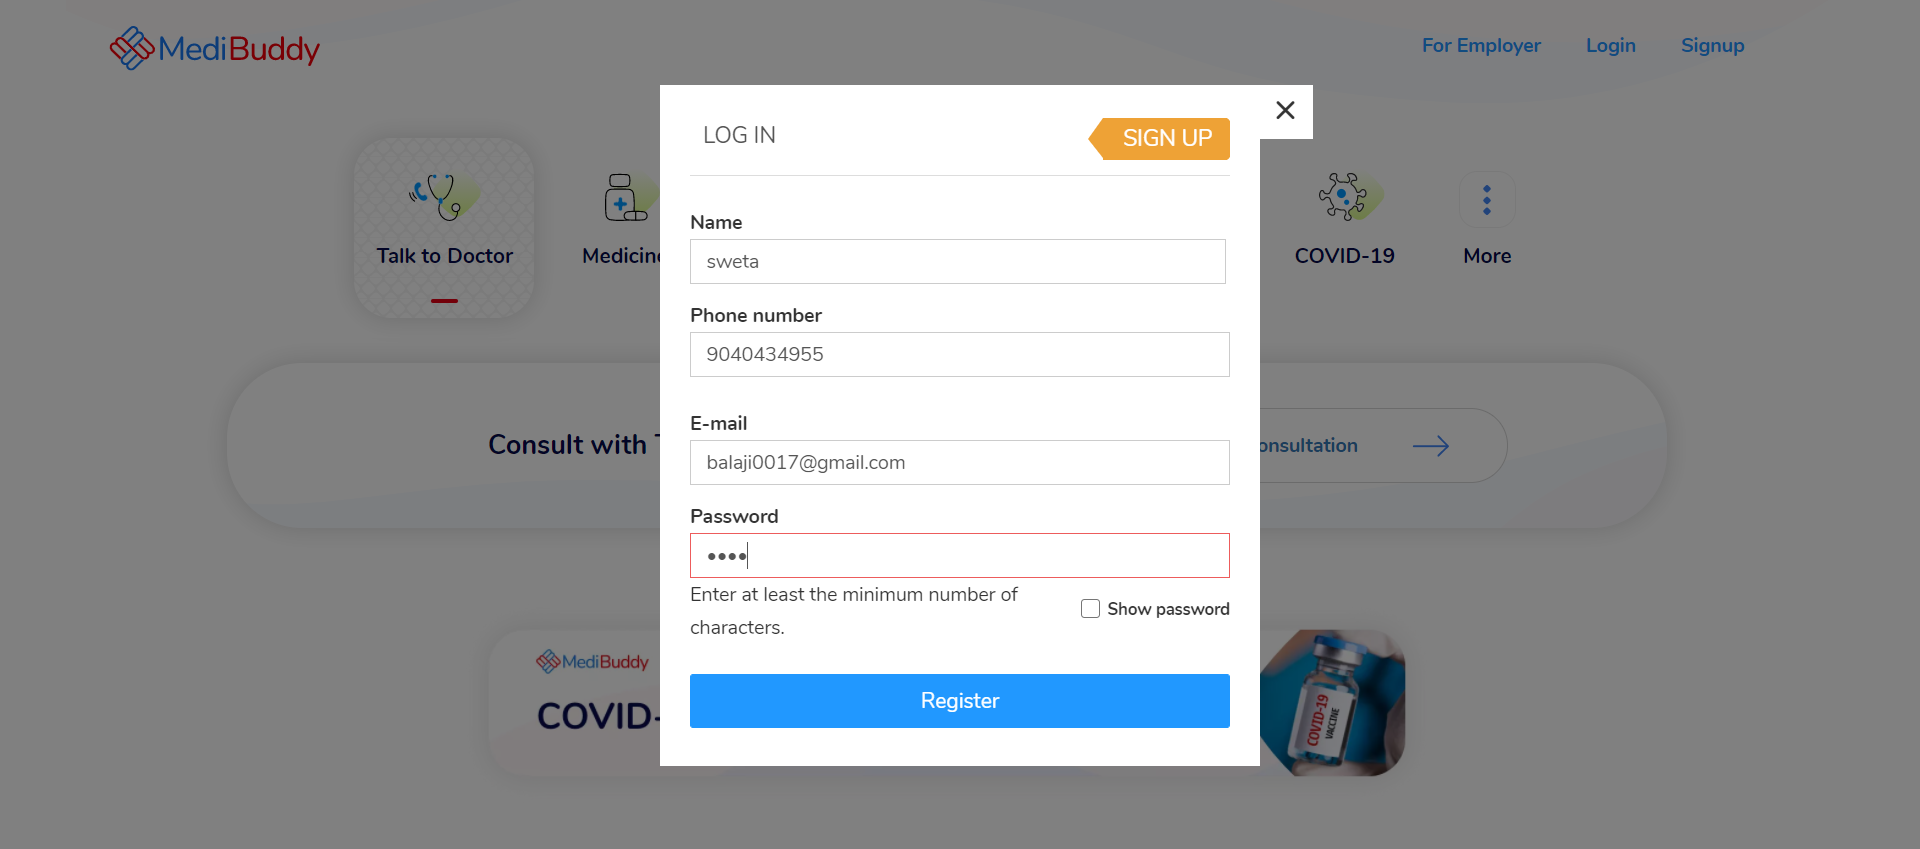 MediBuddy
For Employer
Login
Signup
LOG IN
SIGN UP
Talk to Doctor
Medicine
COVID-19
More
Name
sweta
Phone number
9040434955
E-mail
balaji0017@gmail.com
Consult with
onsultation
Password
••••
Enter at least the minimum number of
characters.
Show password
MediBuddy
COVID-
Register
COVID-19
VACCINE